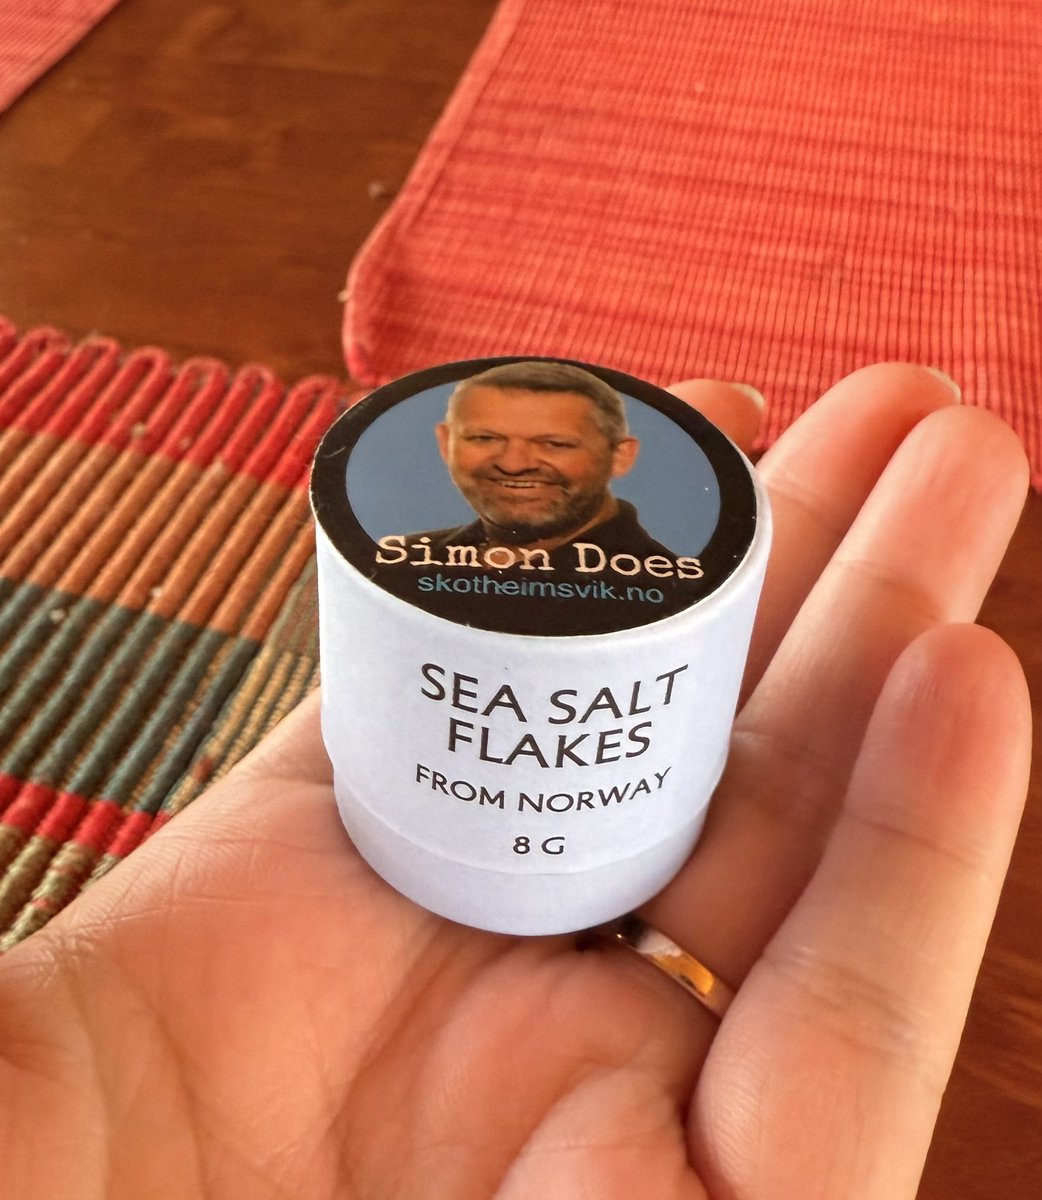 Simon Does
skotheimsvik.no
SEA SALT
FLAKES
FROM NORWAY
8 G